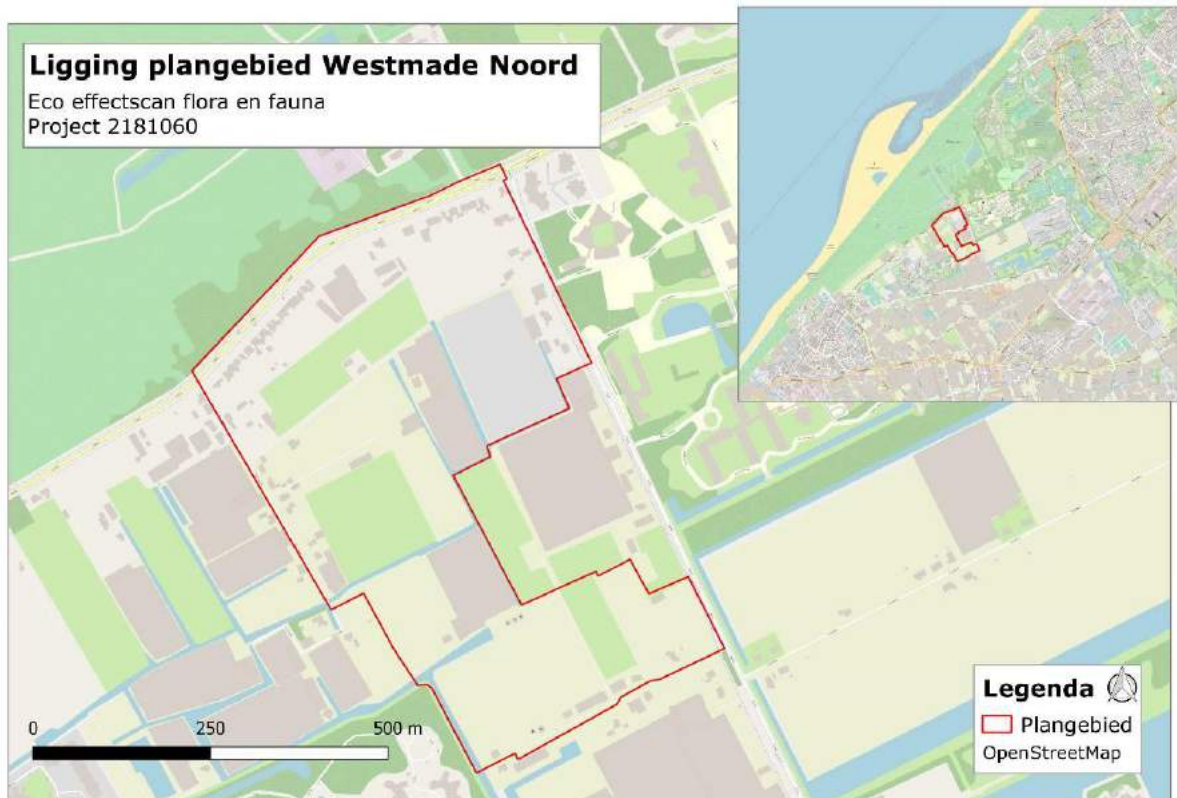 Ligging plangebied Westmade Noord
Eco effectscan flora en fauna
Project 2181060
0 250 500 m
Legenda
Plangebied
OpenStreetMap